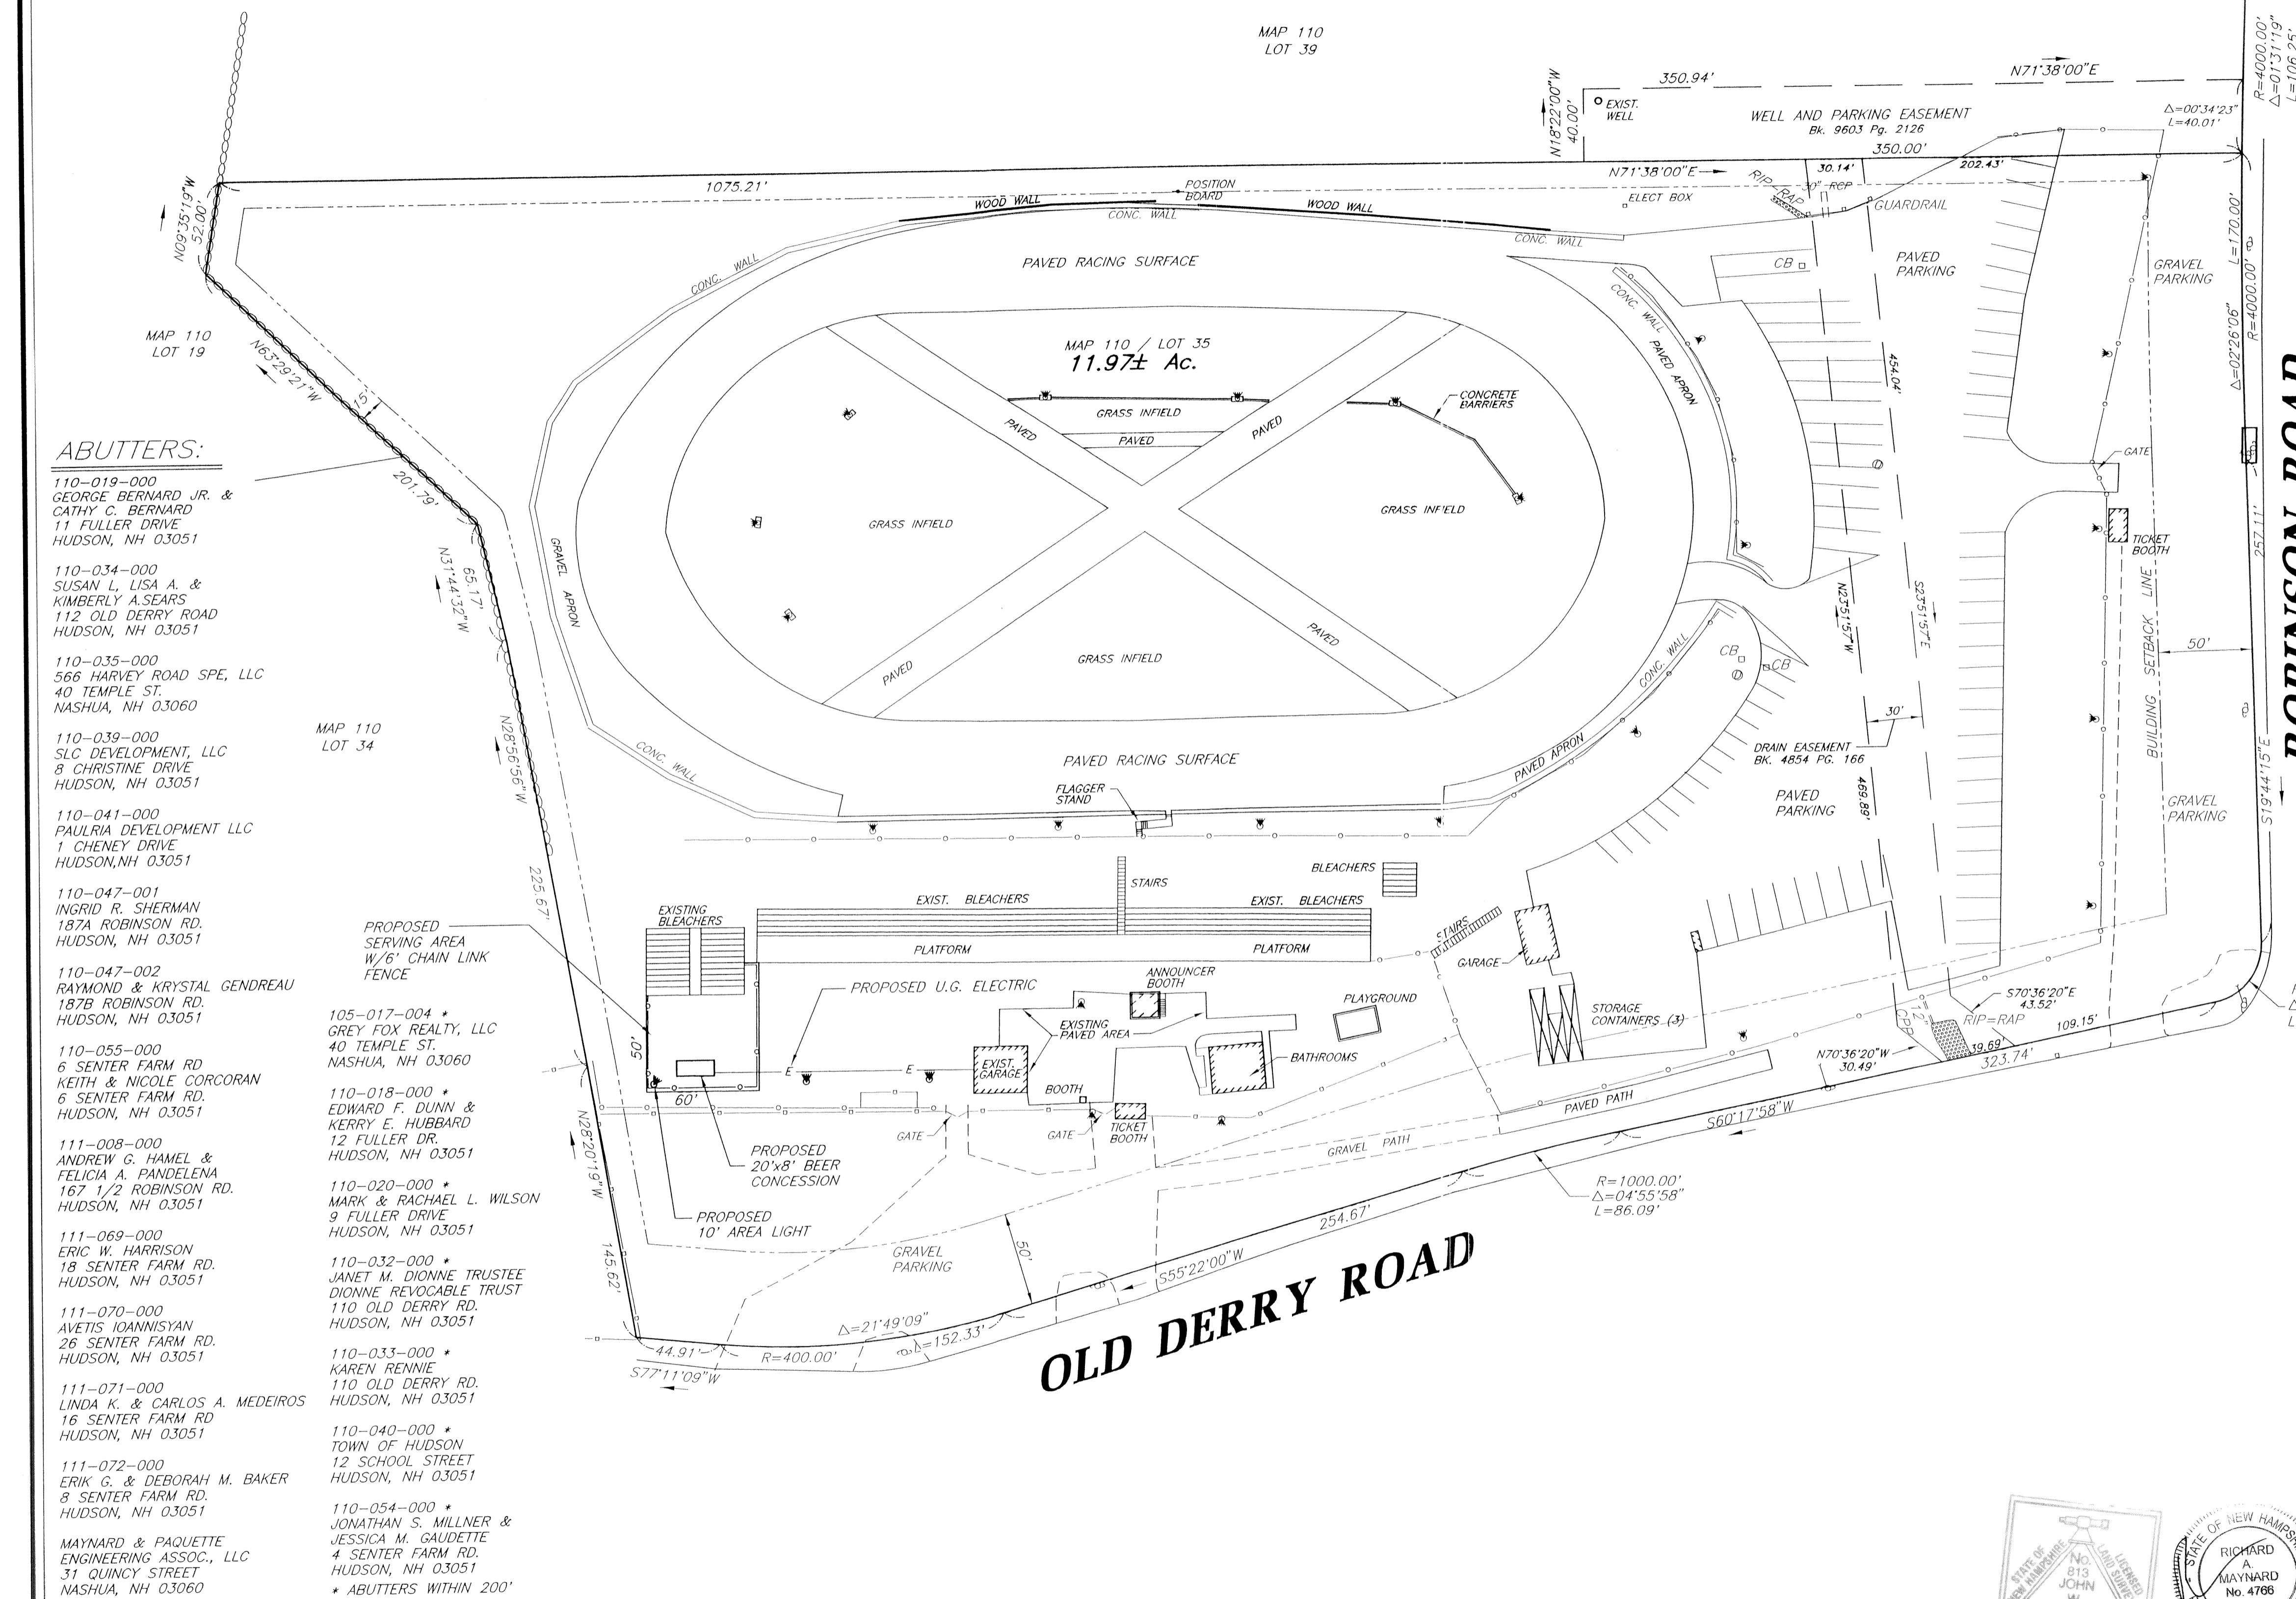 MAP 110
LOT 39
N18°22'00"W
40.00'
350.94'
N71°38'00"E
EXIST.
WELL
WELL AND PARKING EASEMENT
Bk. 9603 Pg. 2126
Δ=00°34'23"
L=40.01'
R=4000.00'
Δ=01°31'19"
L=106.25'
1075.21'
N71°38'00"E
30.14'
350.00'
202.43'
POSITION
BOARD
WOOD WALL
CONC. WALL
WOOD WALL
CONC. WALL
ELECT BOX
RIP-RAP
30" RCP
GUARDRAIL
N09°35'19"W
52.00'
CONC. WALL
PAVED RACING SURFACE
CONC. WALL
PAVED APRON
CB
PAVED
PARKING
GRAVEL
PARKING
Δ=02°26'06"
L=170.00'
R=4000.00'
MAP 110
LOT 19
N63°29'21"W
15'
201.79'
MAP 110 / LOT 35
11.97± Ac.
GRASS INFIELD
PAVED
PAVED
PAVED
CONCRETE
BARRIERS
GRASS INFIELD
GRASS INFIELD
GRASS INFIELD
PAVED
PAVED
454.04'
GATE
TICKET
BOOTH
257.11'
ROBINSON ROAD
N31°44'32"W
65.17'
GRAVEL APRON
N23°51'57"W
S23°51'57"E
BUILDING SETBACK LINE
50'
CONC. WALL
CB
CB
30'
DRAIN EASEMENT
BK. 4854 PG. 166
469.89'
S19°44'15"E
MAP 110
LOT 34
N28°56'56"W
225.67'
CONC. WALL
PAVED RACING SURFACE
FLAGGER
STAND
PAVED APRON
PAVED
PARKING
GRAVEL
PARKING
ABUTTERS:
110-019-000
GEORGE BERNARD JR. &
CATHY C. BERNARD
11 FULLER DRIVE
HUDSON, NH 03051
110-034-000
SUSAN L, LISA A. &
KIMBERLY A.SEARS
112 OLD DERRY ROAD
HUDSON, NH 03051
110-035-000
566 HARVEY ROAD SPE, LLC
40 TEMPLE ST.
NASHUA, NH 03060
110-039-000
SLC DEVELOPMENT, LLC
8 CHRISTINE DRIVE
HUDSON, NH 03051
110-041-000
PAULRIA DEVELOPMENT LLC
1 CHENEY DRIVE
HUDSON,NH 03051
110-047-001
INGRID R. SHERMAN
187A ROBINSON RD.
HUDSON, NH 03051
110-047-002
RAYMOND & KRYSTAL GENDREAU
187B ROBINSON RD.
HUDSON, NH 03051
110-055-000
6 SENTER FARM RD
KEITH & NICOLE CORCORAN
6 SENTER FARM RD.
HUDSON, NH 03051
111-008-000
ANDREW G. HAMEL &
FELICIA A. PANDELENA
167 1/2 ROBINSON RD.
HUDSON, NH 03051
111-069-000
ERIC W. HARRISON
18 SENTER FARM RD.
HUDSON, NH 03051
111-070-000
AVETIS IOANNISYAN
26 SENTER FARM RD.
HUDSON, NH 03051
111-071-000
LINDA K. & CARLOS A. MEDEIROS
16 SENTER FARM RD
HUDSON, NH 03051
111-072-000
ERIK G. & DEBORAH M. BAKER
8 SENTER FARM RD.
HUDSON, NH 03051
MAYNARD & PAQUETTE
ENGINEERING ASSOC., LLC
31 QUINCY STREET
NASHUA, NH 03060
105-017-004 *
GREY FOX REALTY, LLC
40 TEMPLE ST.
NASHUA, NH 03060
110-018-000 *
EDWARD F. DUNN &
KERRY E. HUBBARD
12 FULLER DR.
HUDSON, NH 03051
110-020-000 *
MARK & RACHAEL L. WILSON
9 FULLER DRIVE
HUDSON, NH 03051
110-032-000 *
JANET M. DIONNE TRUSTEE
DIONNE REVOCABLE TRUST
110 OLD DERRY RD.
HUDSON, NH 03051
110-033-000 *
KAREN RENNIE
110 OLD DERRY RD.
HUDSON, NH 03051
110-040-000 *
TOWN OF HUDSON
12 SCHOOL STREET
HUDSON, NH 03051
110-054-000 *
JONATHAN S. MILLNER &
JESSICA M. GAUDETTE
4 SENTER FARM RD.
HUDSON, NH 03051
* ABUTTERS WITHIN 200'
PROPOSED
SERVING AREA
W/6' CHAIN LINK
FENCE
EXISTING
BLEACHERS
EXIST. BLEACHERS
STAIRS
EXIST. BLEACHERS
BLEACHERS
PLATFORM
PLATFORM
STAIRS
GARAGE
PROPOSED U.G. ELECTRIC
ANNOUNCER
BOOTH
EXISTING
PAVED AREA
PLAYGROUND
STORAGE
CONTAINERS (3)
BATHROOMS
EXIST.
GARAGE
BOOTH
50'
60'
E
E
GATE
GATE
TICKET
BOOTH
PROPOSED
20'x8' BEER
CONCESSION
PROPOSED
10' AREA LIGHT
N28°20'19"W
145.62'
GRAVEL
PARKING
50'
GRAVEL PATH
PAVED PATH
12"
CPP
S70°36'20"E
43.52'
RIP=RAP
39.69'
N70°36'20"W
30.49'
109.15'
323.74'
S60°17'58"W
R=1000.00'
Δ=04°55'58"
L=86.09'
254.67'
S55°22'00"W
Δ=21°49'09"
L=152.33'
R=400.00'
44.91'
S77°11'09"W
OLD DERRY ROAD
STATE OF
NEW HAMPSHIRE
LICENSED
LAND SURVEYOR
No.
813
JOHN
STATE OF NEW HAMPSHIRE
RICHARD
A.
MAYNARD
No. 4766